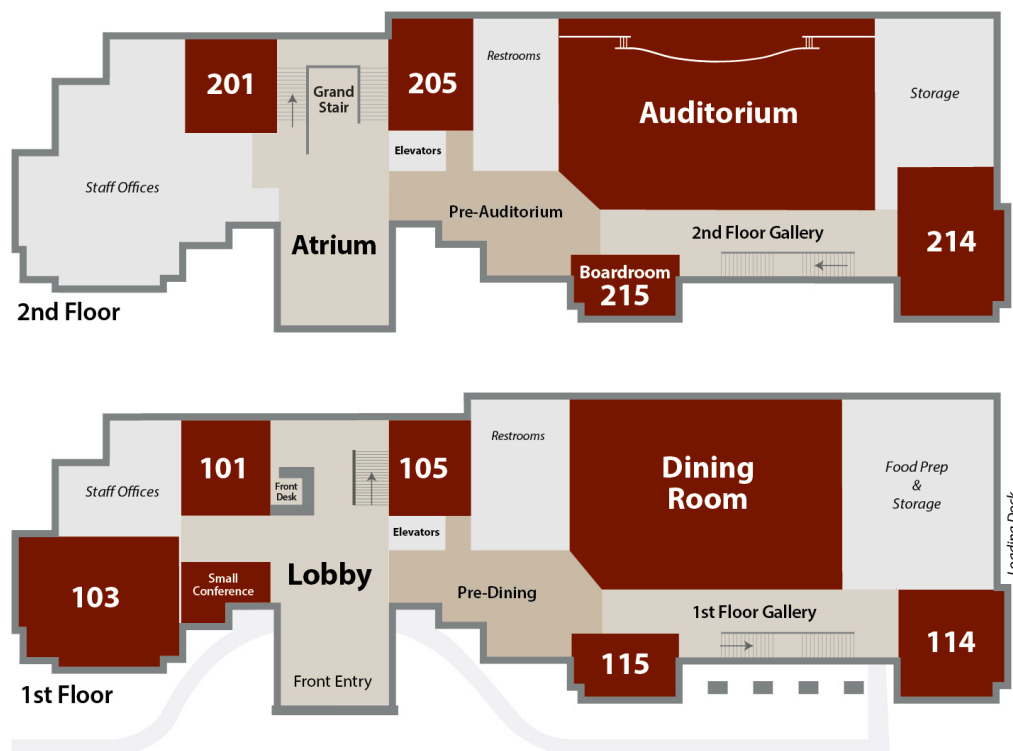 201
Grand
Stair
205
Restrooms
Auditorium
Storage
Elevators
Staff Offices
Pre-Auditorium
Atrium
2nd Floor Gallery
214
Boardroom
215
2nd Floor
101
Front
Desk
105
Restrooms
Dining
Room
Food Prep
&
Storage
Staff Offices
Elevators
Loading Dock
103
Small
Conference
Lobby
Pre-Dining
1st Floor Gallery
115
114
Front Entry
1st Floor